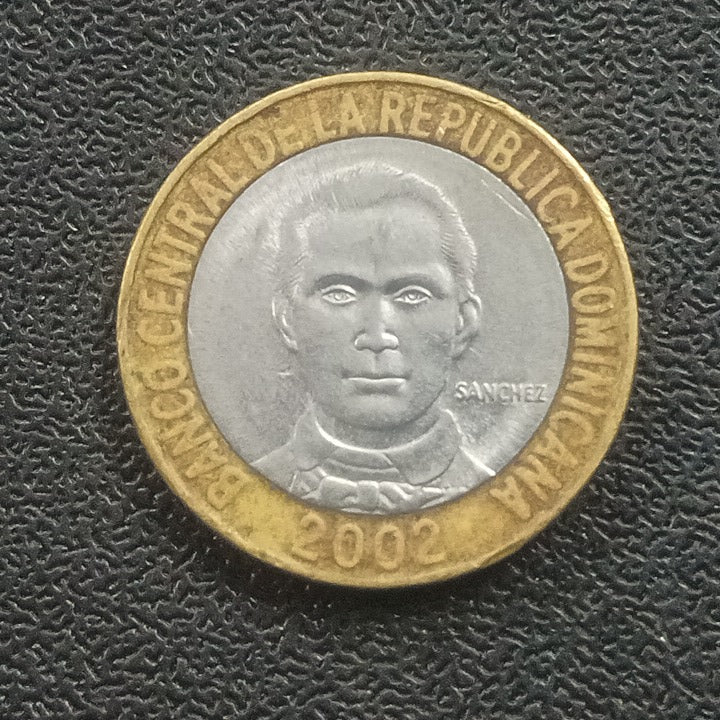 BANCO CENTRAL DE LA REPUBLICA DOMINICANA
SANCHEZ
2002